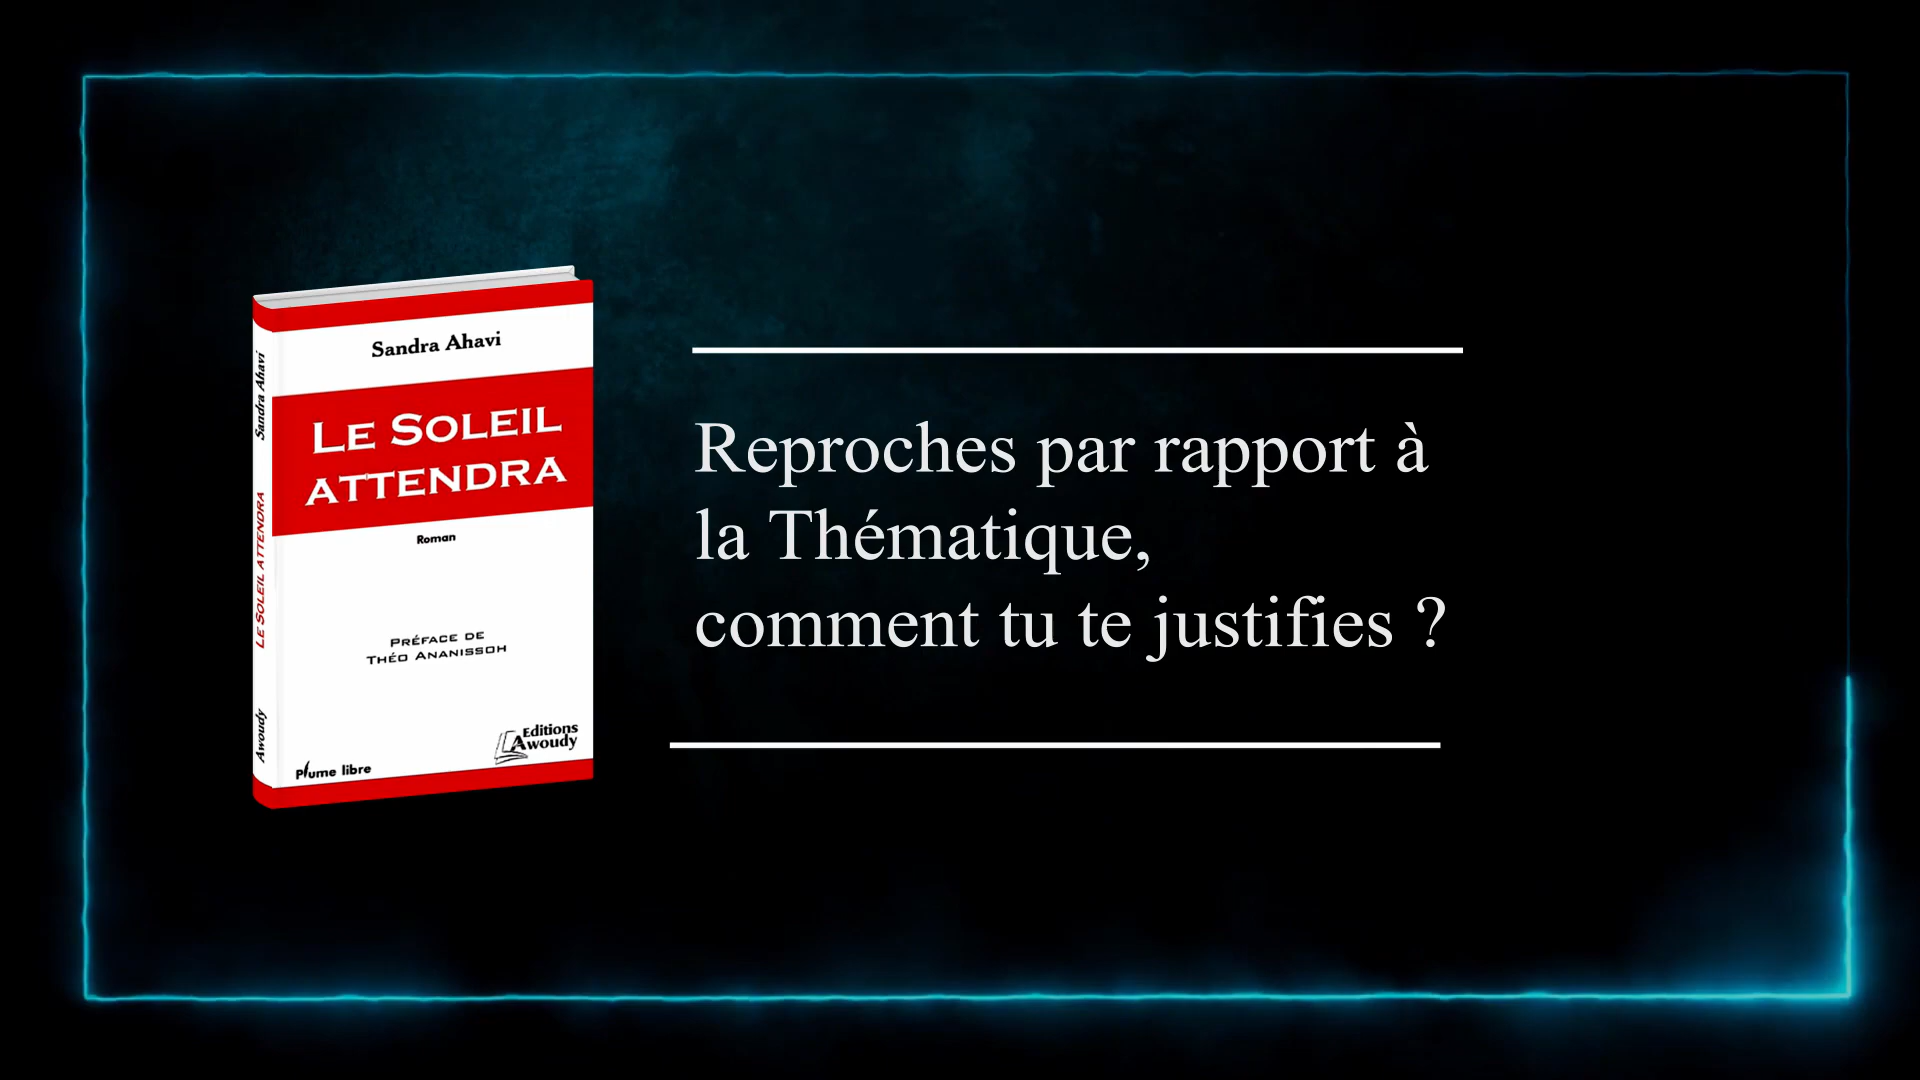 Sandra Ahavi
LE SOLEIL
ATTENDRA
Roman
PRÉFACE DE
THÉO ANANISSOH
Editions
Awoudy
Plume libre
Sandra Ahavi
LE SOLEIL ATTENDRA
Awoudy
Reproches par rapport à
la Thématique,
comment tu te justifies ?